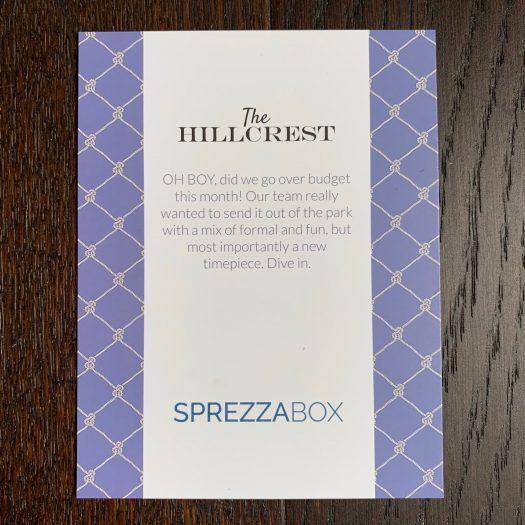 The
HILLCREST
OH BOY, did we go over budget
this month! Our team really
wanted to send it out of the park
with a mix of formal and fun, but
most importantly a new
timepiece. Dive in.
SPREZZABOX